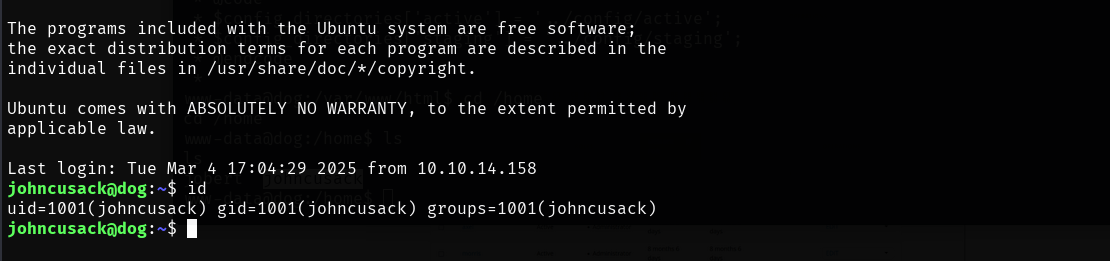 The programs included with the Ubuntu system are free software;
the exact distribution terms for each program are described in the
individual files in /usr/share/doc/*/copyright.
Ubuntu comes with ABSOLUTELY NO WARRANTY, to the extent permitted by
applicable law.
Last login: Tue Mar 4 17:04:29 2025 from 10.10.14.158
johncusack@dog:~$ id
uid=1001(johncusack) gid=1001(johncusack) groups=1001(johncusack)
johncusack@dog:~$